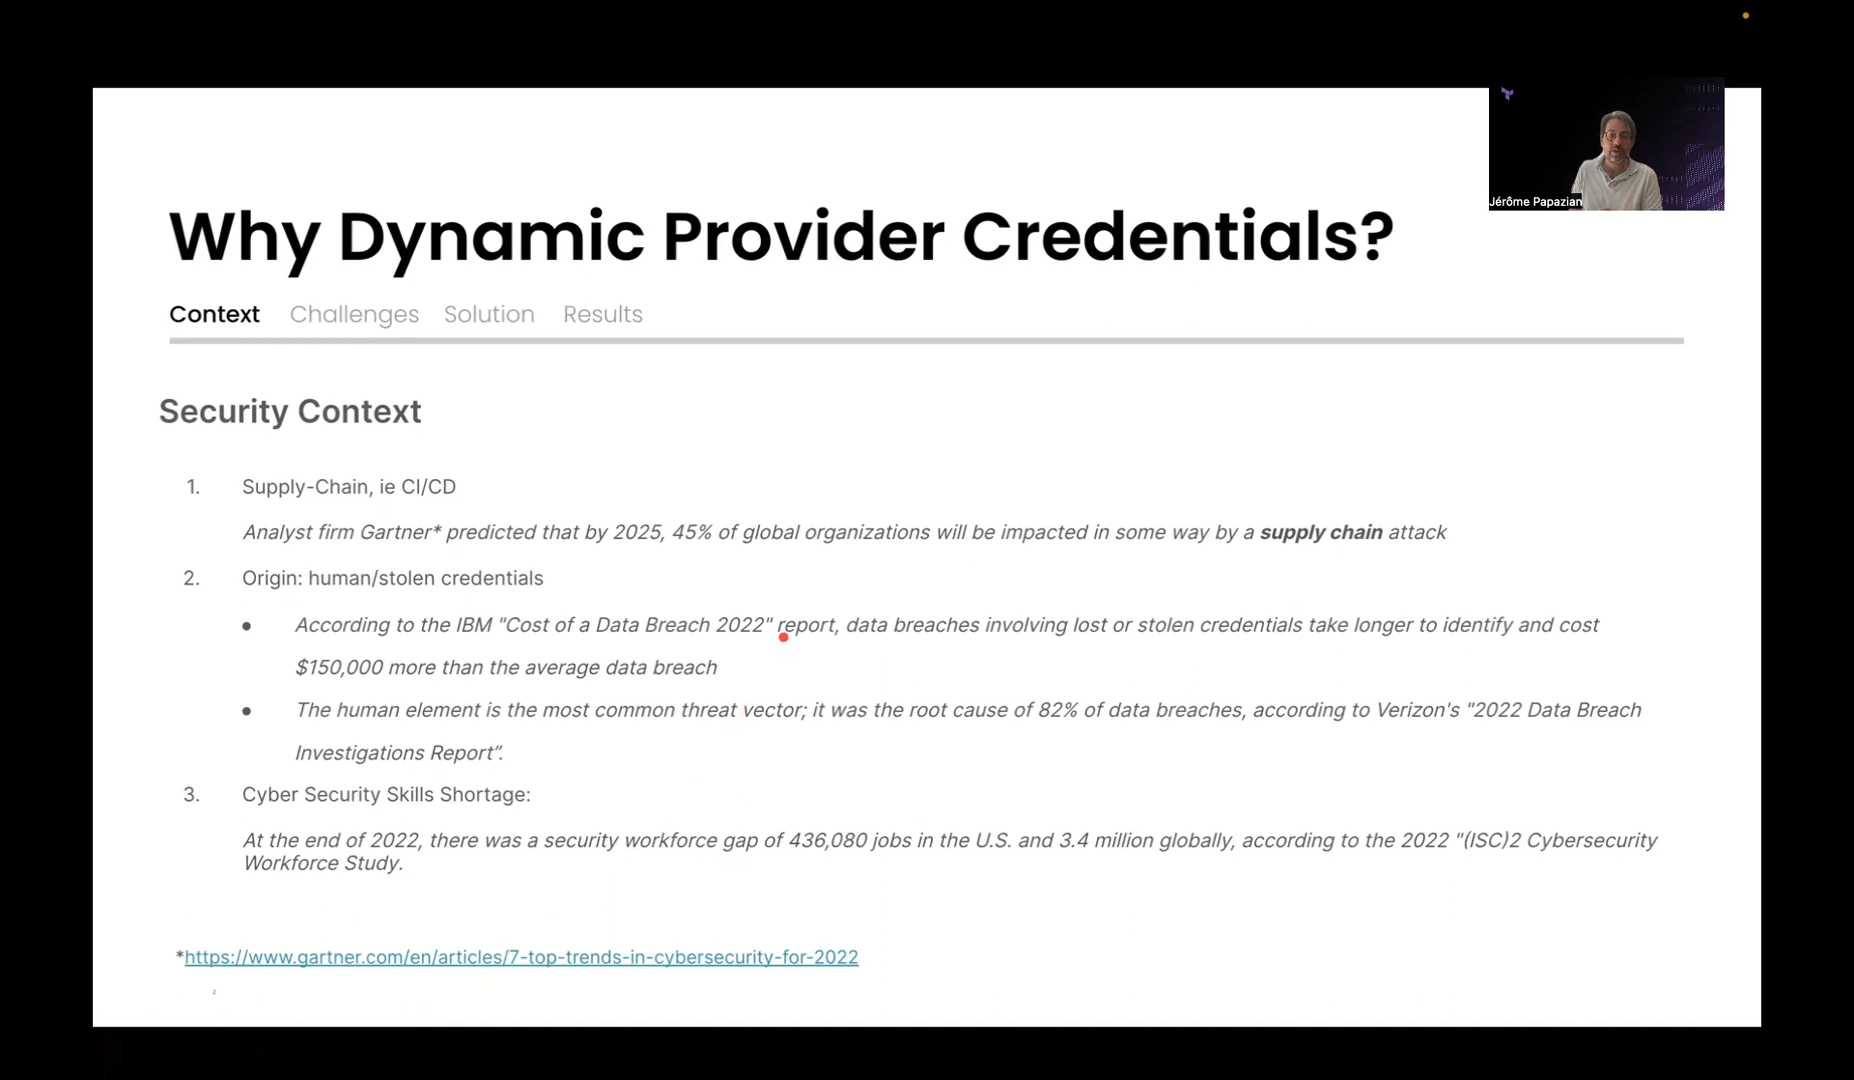 Jérôme Papazian
Why Dynamic Provider Credentials?
Context Challenges Solution Results
Security Context
1. Supply-Chain, ie CI/CD
Analyst firm Gartner* predicted that by 2025, 45% of global organizations will be impacted in some way by a supply chain attack
2. Origin: human/stolen credentials
● According to the IBM "Cost of a Data Breach 2022" report, data breaches involving lost or stolen credentials take longer to identify and cost
$150,000 more than the average data breach
● The human element is the most common threat vector; it was the root cause of 82% of data breaches, according to Verizon's "2022 Data Breach
Investigations Report”.
3. Cyber Security Skills Shortage:
At the end of 2022, there was a security workforce gap of 436,080 jobs in the U.S. and 3.4 million globally, according to the 2022 "(ISC)2 Cybersecurity
Workforce Study.
*https://www.gartner.com/en/articles/7-top-trends-in-cybersecurity-for-2022
2